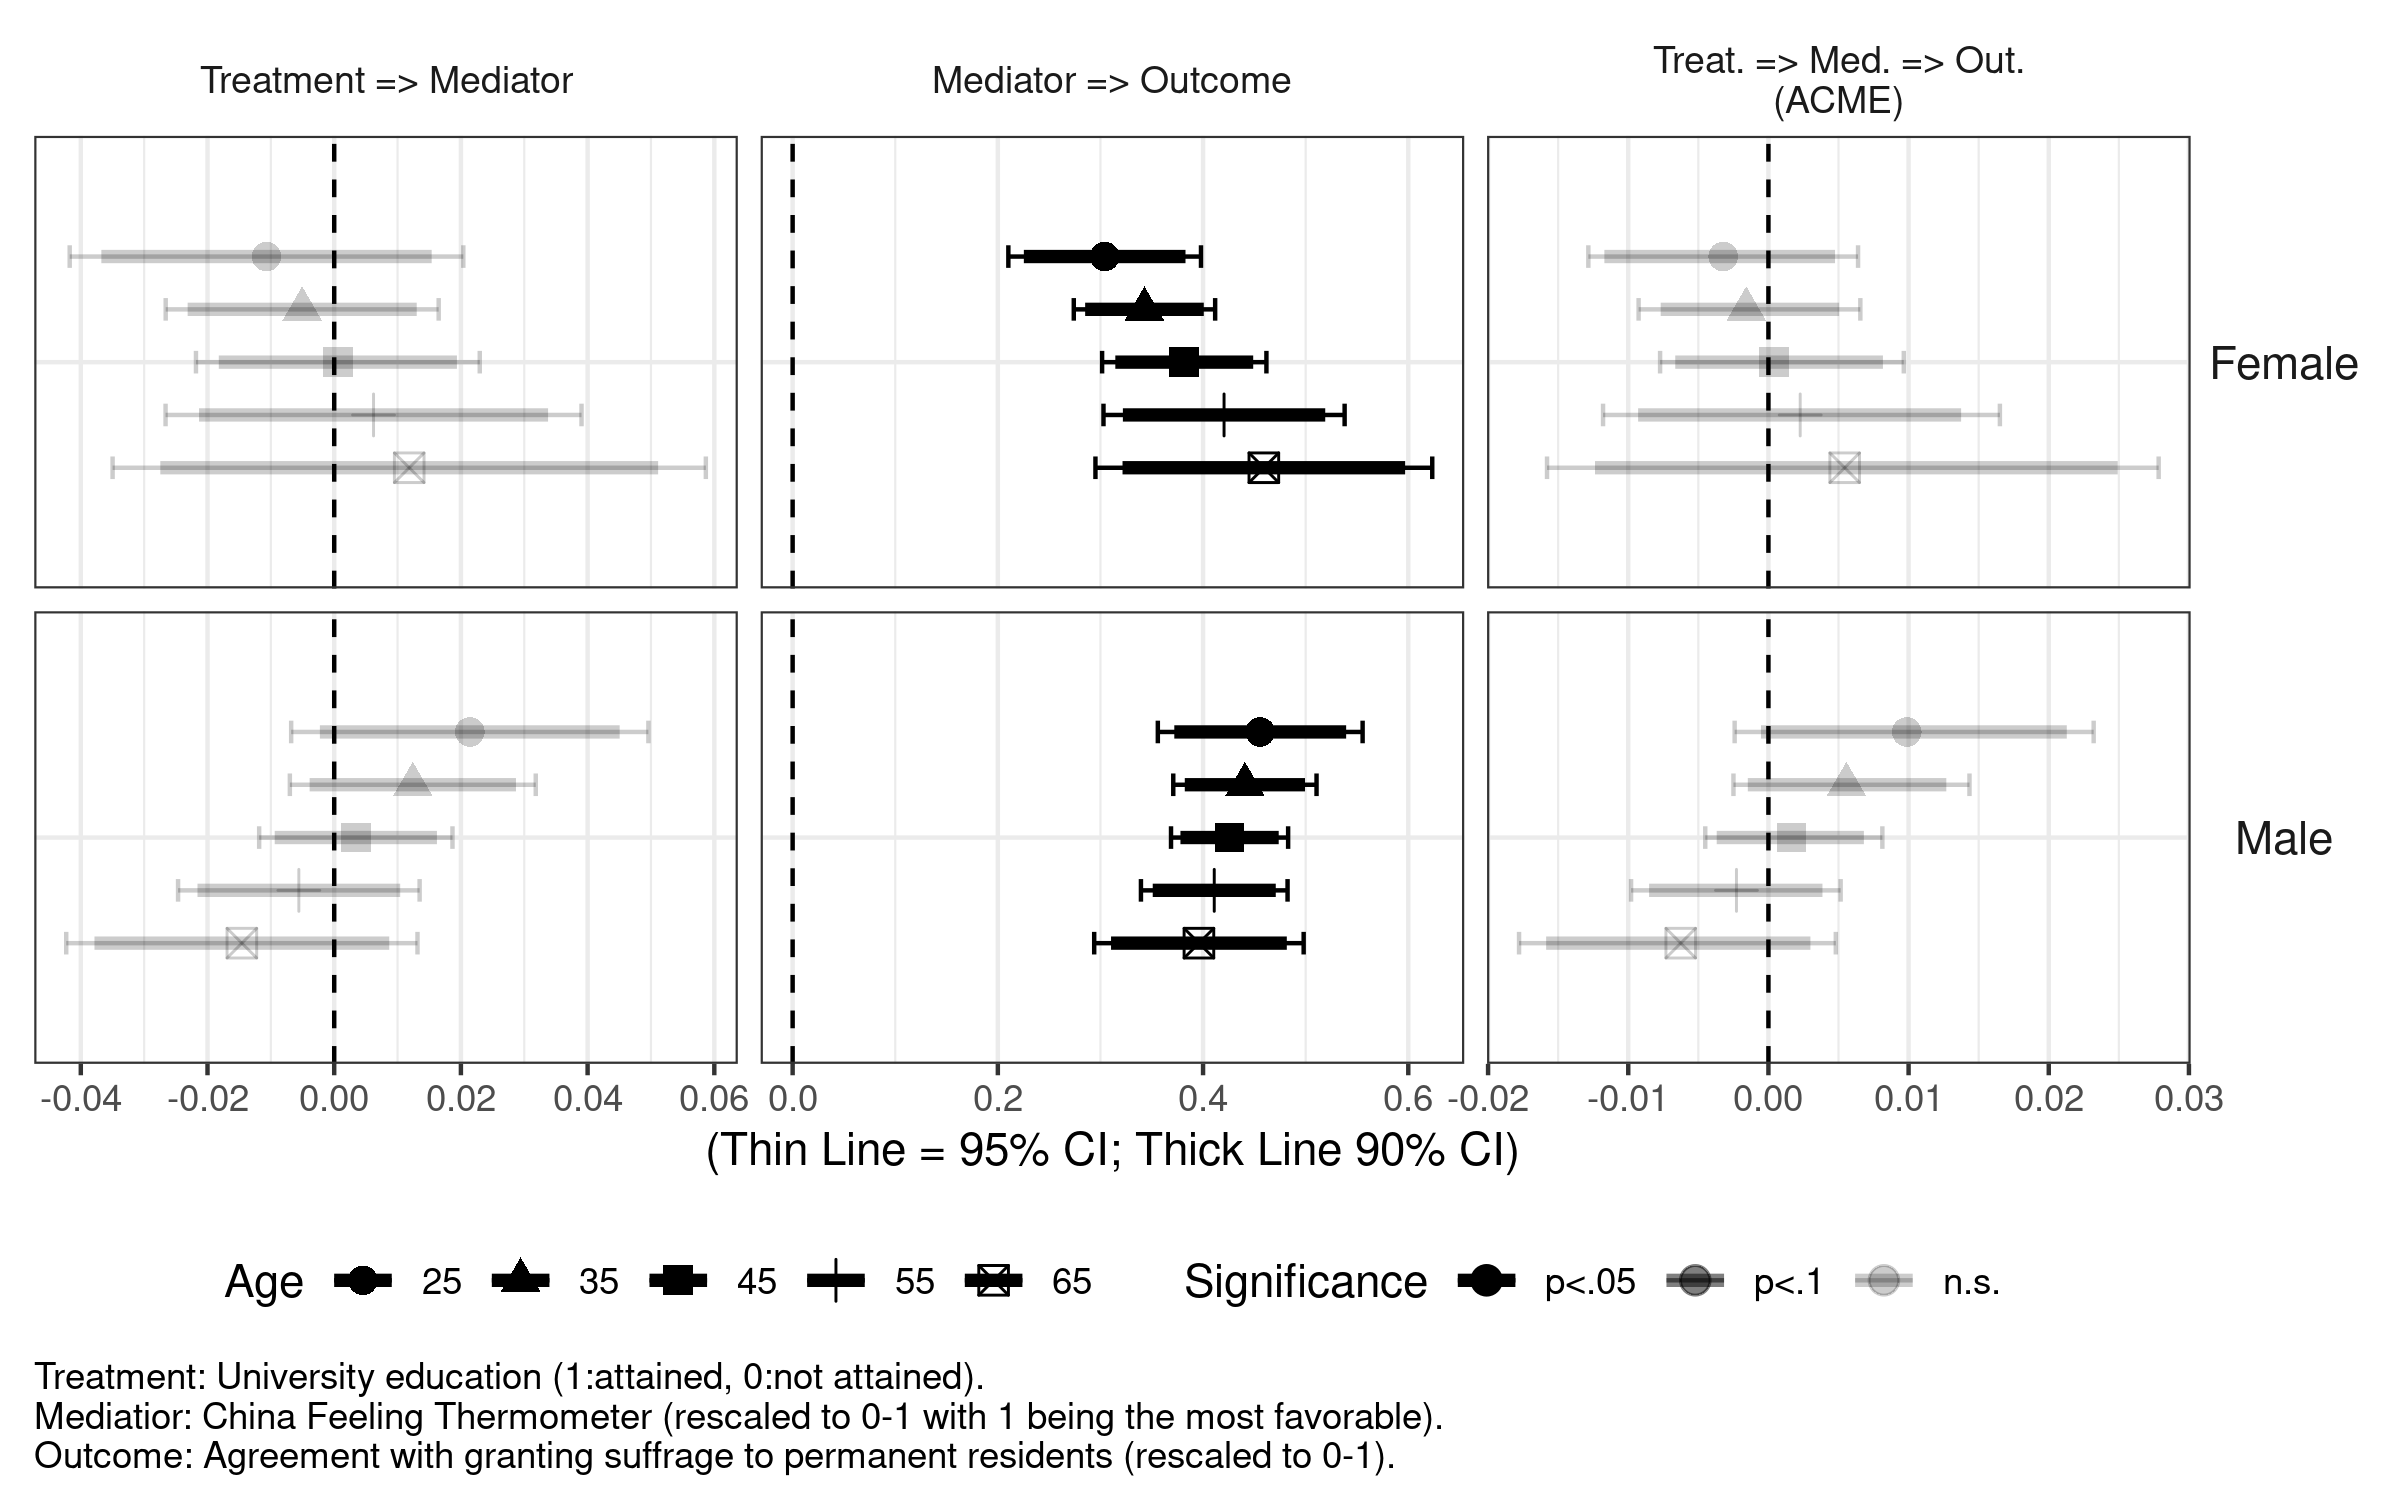 Treatment => Mediator
Mediator => Outcome
Treat. => Med. => Out.
(ACME)
Female
Male
-0.04 -0.02 0.00 0.02 0.04 0.06 0.0 0.2 0.4 0.6 -0.02 -0.01 0.00 0.01 0.02 0.03
(Thin Line = 95% CI; Thick Line 90% CI)
Age 25 35 45 55 65 Significance p<.05 p<.1 n.s.
Treatment: University education (1:attained, 0:not attained).
Mediatior: China Feeling Thermometer (rescaled to 0-1 with 1 being the most favorable).
Outcome: Agreement with granting suffrage to permanent residents (rescaled to 0-1).